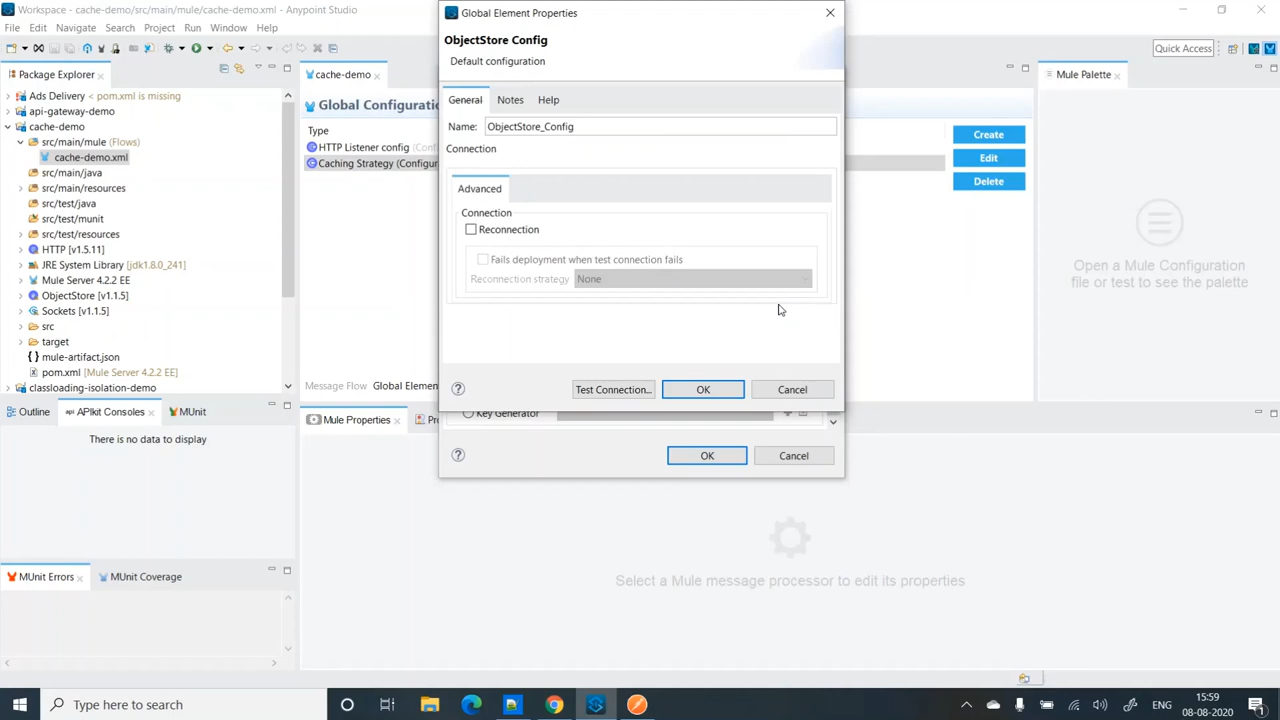 Workspace - cache-demo/src/main/mule/cache-demo.xml - Anypoint Studio
File Edit Navigate Search Project Run Window Help
Quick Access
Global Element Properties
ObjectStore Config
Default configuration
General Notes Help
Name: ObjectStore_Config
Connection
Advanced
Connection
Reconnection
Fails deployment when test connection fails
Reconnection strategy None
Test Connection... OK Cancel
Key Generator
OK Cancel
Package Explorer
Ads Delivery < pom.xml is missing
api-gateway-demo
cache-demo
src/main/mule (Flows)
cache-demo.xml
src/main/java
src/main/resources
src/test/java
src/test/munit
src/test/resources
HTTP [v1.5.11]
JRE System Library [jdk1.8.0_241]
Mule Server 4.2.2 EE
ObjectStore [v1.1.5]
Sockets [v1.1.5]
src
target
mule-artifact.json
pom.xml [Mule Server 4.2.2 EE]
classloading-isolation-demo
cache-demo
Global Configuratio
Type
HTTP Listener config (
Caching Strategy (Configur
Create
Edit
Delete
Message Flow Global Elemen
Mule Palette
Open a Mule Configuration
file or test to see the palette
Outline APIkit Consoles MUnit
There is no data to display
MUnit Errors MUnit Coverage
Mule Properties Pr
Select a Mule message processor to edit its properties
Type here to search
ENG
15:59
08-08-2020
1